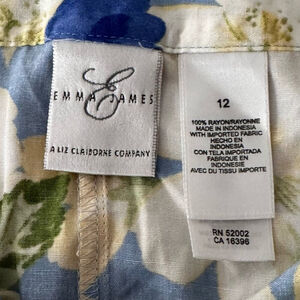 E
EMMA JAMES
A LIZ CLAIBORNE COMPANY
12
100% RAYON/RAYONNE
MADE IN INDONESIA
WITH IMPORTED FABRIC
HECHO EN
INDONESIA
CON TELA IMPORTADA
FABRIQUE EN
INDONESIE
AVEC DU TISSU IMPORTE
RN 52002
CA 16396